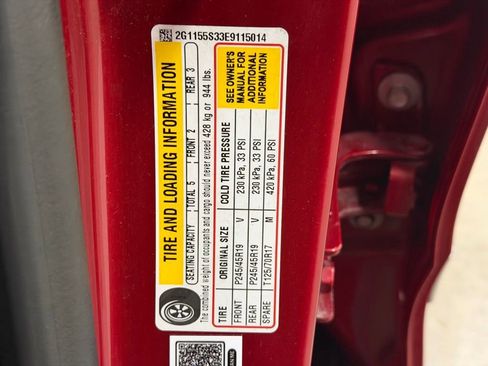 2G1155S33E9115014
TIRE AND LOADING INFORMATION
SEATING CAPACITY TOTAL 5 FRONT 2 REAR 3
The combined weight of occupants and cargo should never exceed 428 kg or 944 lbs.
TIRE ORIGINAL SIZE COLD TIRE PRESSURE
FRONT P245/45R19 V 230 kPa, 33 PSI
REAR P245/45R19 V 230 kPa, 33 PSI
SPARE T125/70R17 M 420 kPa, 60 PSI
SEE OWNER'S
MANUAL FOR
ADDITIONAL
INFORMATION